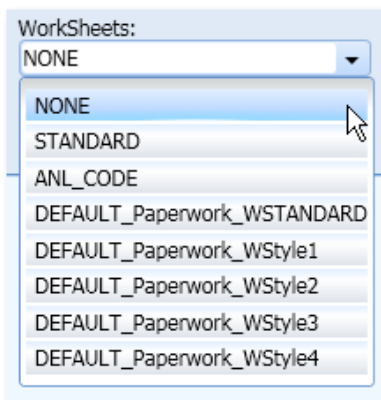 WorkSheets:
NONE
NONE
STANDARD
ANL_CODE
DEFAULT_Paperwork_WSTANDARD
DEFAULT_Paperwork_WStyle1
DEFAULT_Paperwork_WStyle2
DEFAULT_Paperwork_WStyle3
DEFAULT_Paperwork_WStyle4